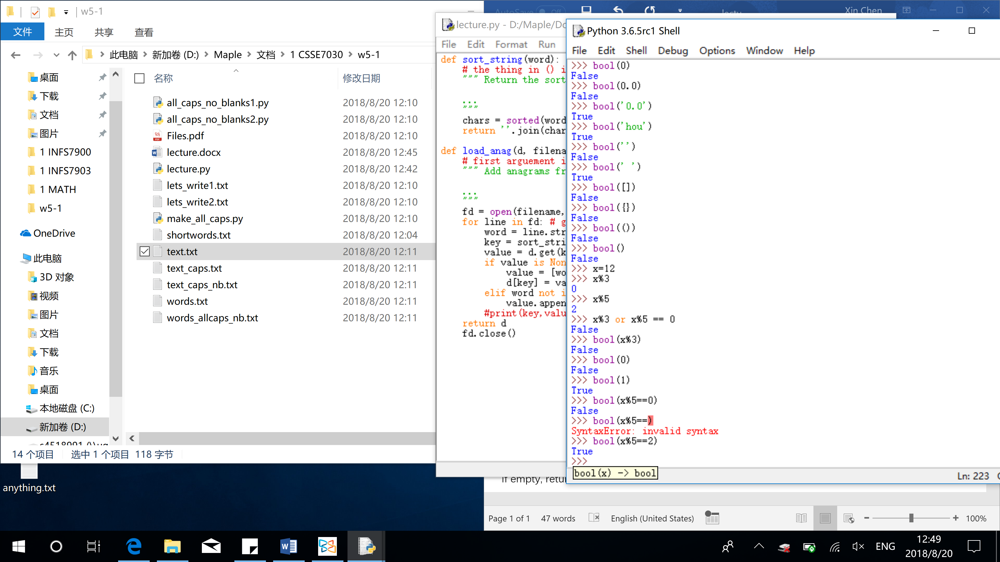 w5-1
文件 主页 共享 查看
此电脑 新加卷 (D:) Maple 文档 1 CSSE7030 w5-1
桌面
下载
文档
图片
1 INFS7900
1 INFS7903
1 MATH
w5-1
OneDrive
此电脑
3D 对象
视频
图片
文档
下载
音乐
桌面
本地磁盘 (C:)
新加卷 (D:)
名称 修改日期
all_caps_no_blanks1.py 2018/8/20 12:10
all_caps_no_blanks2.py 2018/8/20 12:10
Files.pdf 2018/8/20 12:10
lecture.docx 2018/8/20 12:45
lecture.py 2018/8/20 12:42
lets_write1.txt 2018/8/20 12:10
lets_write2.txt 2018/8/20 12:10
make_all_caps.py 2018/8/20 12:10
shortwords.txt 2018/8/20 12:04
text.txt 2018/8/20 12:11
text_caps.txt 2018/8/20 12:11
text_caps_nb.txt 2018/8/20 12:11
words.txt 2018/8/20 12:11
words_allcaps_nb.txt 2018/8/20 12:11
14 个项目 选中 1 个项目 118 字节
anything.txt
AutoSave Off
Xin Chen
lecture.py - D:/Maple/Do
File Edit Format Run
def sort_string(word):
# the thing in () i
""" Return the sort
"""
chars = sorted(word
return ''.join(char
def load_anag(d, filena
# first arguement i
""" Add anagrams fr
"""
fd = open(filename,
for line in fd: # g
word = line.str
key = sort_stri
value = d.get(k
if value is Non
value = [wo
d[key] = va
elif word not i
value.appen
#print(key,valu
return d
fd.close()
Python 3.6.5rc1 Shell
File Edit Shell Debug Options Window Help
>>> bool(0)
False
>>> bool(0.0)
False
>>> bool('0.0')
True
>>> bool('hou')
True
>>> bool('')
False
>>> bool(' ')
True
>>> bool([])
False
>>> bool({})
False
>>> bool(())
False
>>> bool()
False
>>> x=12
>>> x%3
0
>>> x%5
2
>>> x%3 or x%5 == 0
False
>>> bool(x%3)
False
>>> bool(0)
False
>>> bool(1)
True
>>> bool(x%5==0)
False
>>> bool(x%5==)
SyntaxError: invalid syntax
>>> bool(x%5==2)
True
>>>
bool(x) -> bool
Ln: 223
If empty, retu
Page 1 of 1 47 words English (United States) 100%
ENG
12:49
2018/8/20